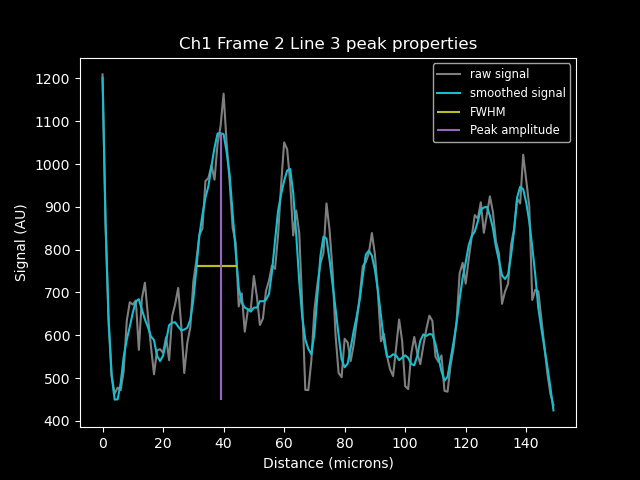 Ch1 Frame 2 Line 3 peak properties
raw signal
smoothed signal
FWHM
Peak amplitude
Signal (AU)
1200
1100
1000
900
800
700
600
500
400
0 20 40 60 80 100 120 140
Distance (microns)